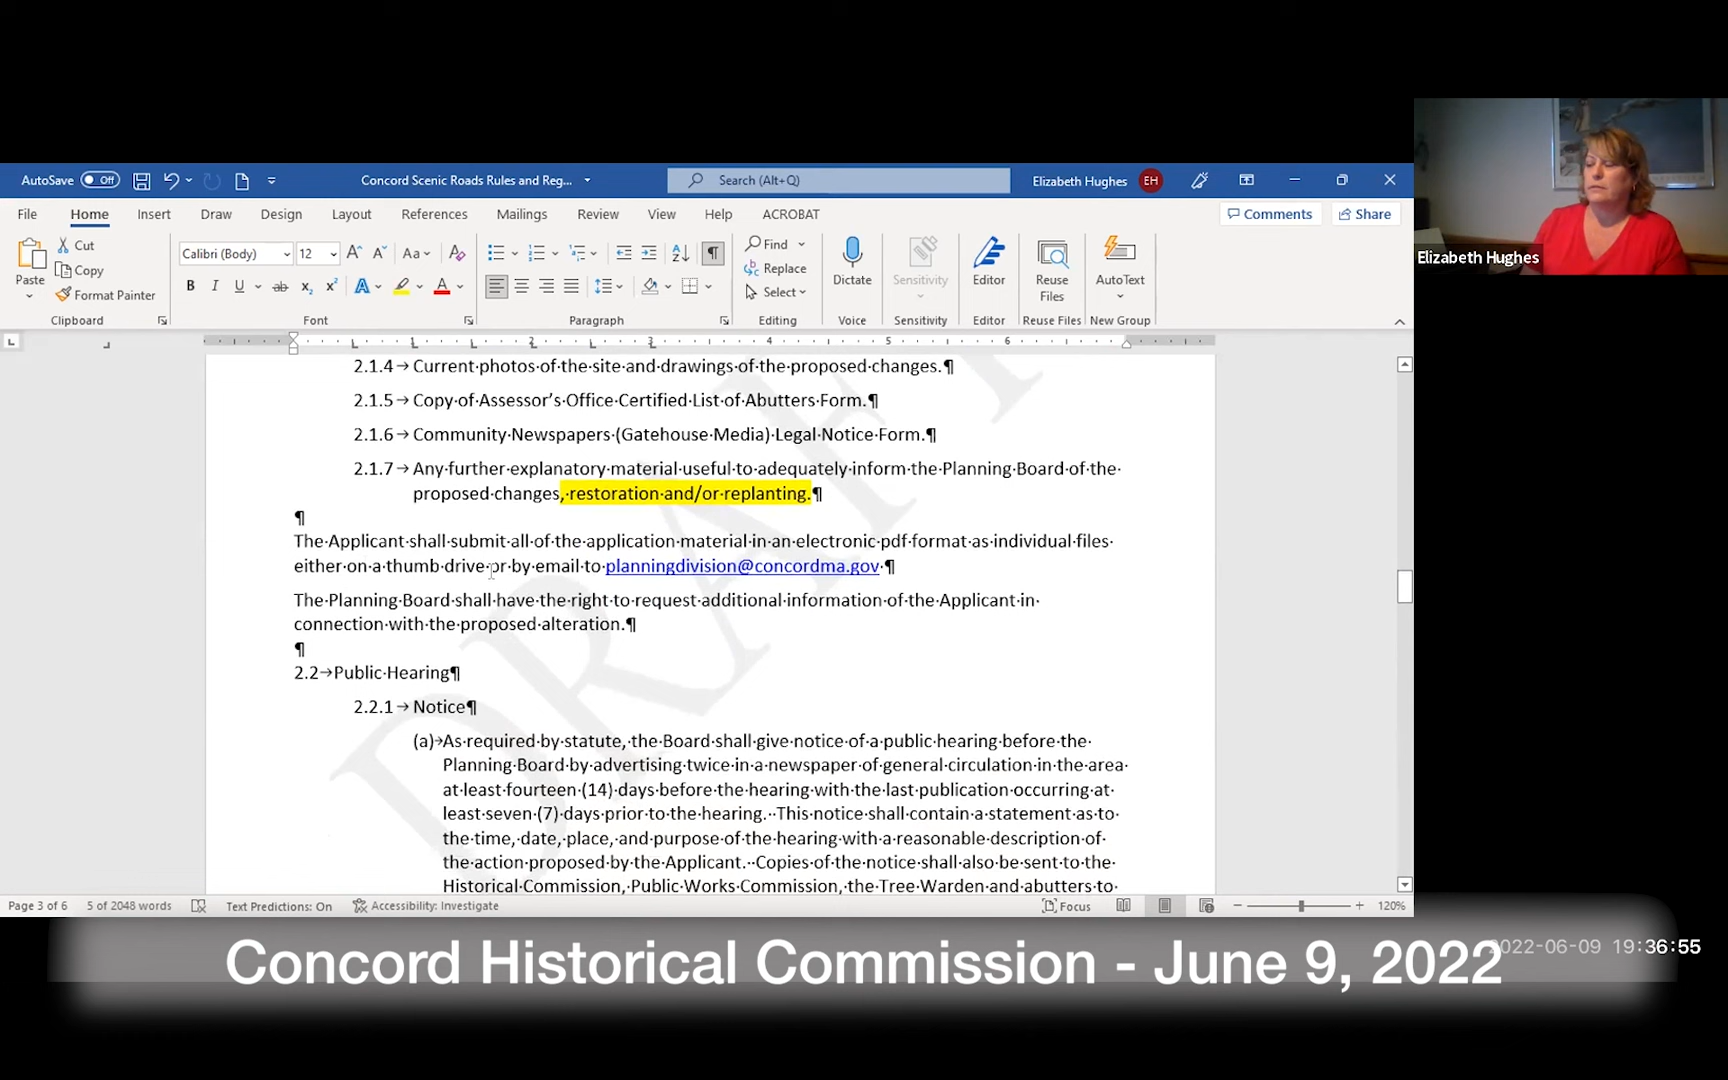 AutoSave Off Concord Scenic Roads Rules and Reg... Search (Alt+Q) Elizabeth Hughes EH
File Home Insert Draw Design Layout References Mailings Review View Help ACROBAT Comments Share
Paste Cut Copy Format Painter Clipboard
Calibri (Body) 12 Aa B I U ab x₂ x² A A Font
Paragraph
Find Replace Select Editing
Dictate Voice
Sensitivity Sensitivity
Editor Editor
Reuse Files Reuse Files
AutoText New Group
1 1 2 3 4 5 6
2.1.4→ Current·photos·of·the·site·and·drawings·of·the·proposed·changes.¶
2.1.5→ Copy·of·Assessor's·Office·Certified·List·of·Abutters·Form.¶
2.1.6→ Community·Newspapers·(Gatehouse·Media)·Legal·Notice·Form.¶
2.1.7→ Any·further·explanatory·material·useful·to·adequately·inform·the·Planning·Board·of·the·
proposed·changes,·restoration·and/or·replanting.¶
¶
The·Applicant·shall·submit·all·of·the·application·material·in·an·electronic·pdf·format·as·individual·files·
either·on·a·thumb·drive·or·by·email·to·planningdivision@concordma.gov·¶
The·Planning·Board·shall·have·the·right·to·request·additional·information·of·the·Applicant·in·
connection·with·the·proposed·alteration.¶
¶
2.2→Public·Hearing¶
2.2.1→ Notice¶
(a)→As·required·by·statute,·the·Board·shall·give·notice·of·a·public·hearing·before·the·
Planning·Board·by·advertising·twice·in·a·newspaper·of·general·circulation·in·the·area·
at·least·fourteen·(14)·days·before·the·hearing·with·the·last·publication·occurring·at·
least·seven·(7)·days·prior·to·the·hearing.··This·notice·shall·contain·a·statement·as·to·
the·time,·date,·place,·and·purpose·of·the·hearing·with·a·reasonable·description·of·
the·action·proposed·by·the·Applicant.··Copies·of·the·notice·shall·also·be·sent·to·the·
Historical·Commission,·Public·Works·Commission,·the·Tree·Warden·and·abutters·to·
DRAFT
Page 3 of 6 5 of 2048 words Text Predictions: On Accessibility: Investigate Focus 120%
Elizabeth Hughes
Concord Historical Commission - June 9, 2022
2022-06-09 19:36:55